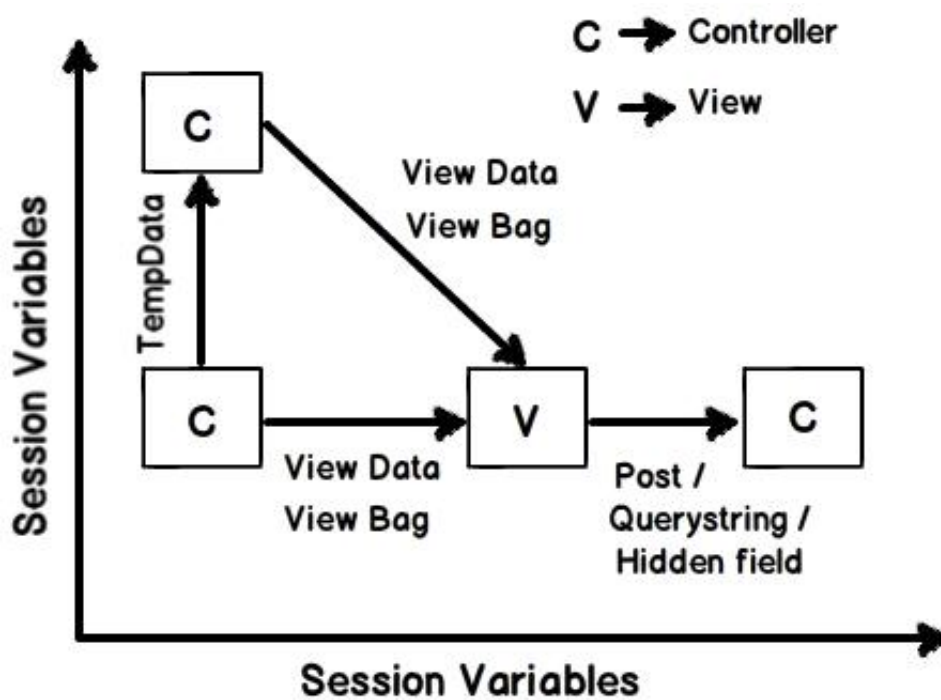 C → Controller
V → View
C
View Data
View Bag
TempData
Session Variables
C
V
C
View Data
View Bag
Post /
Querystring /
Hidden field
Session Variables